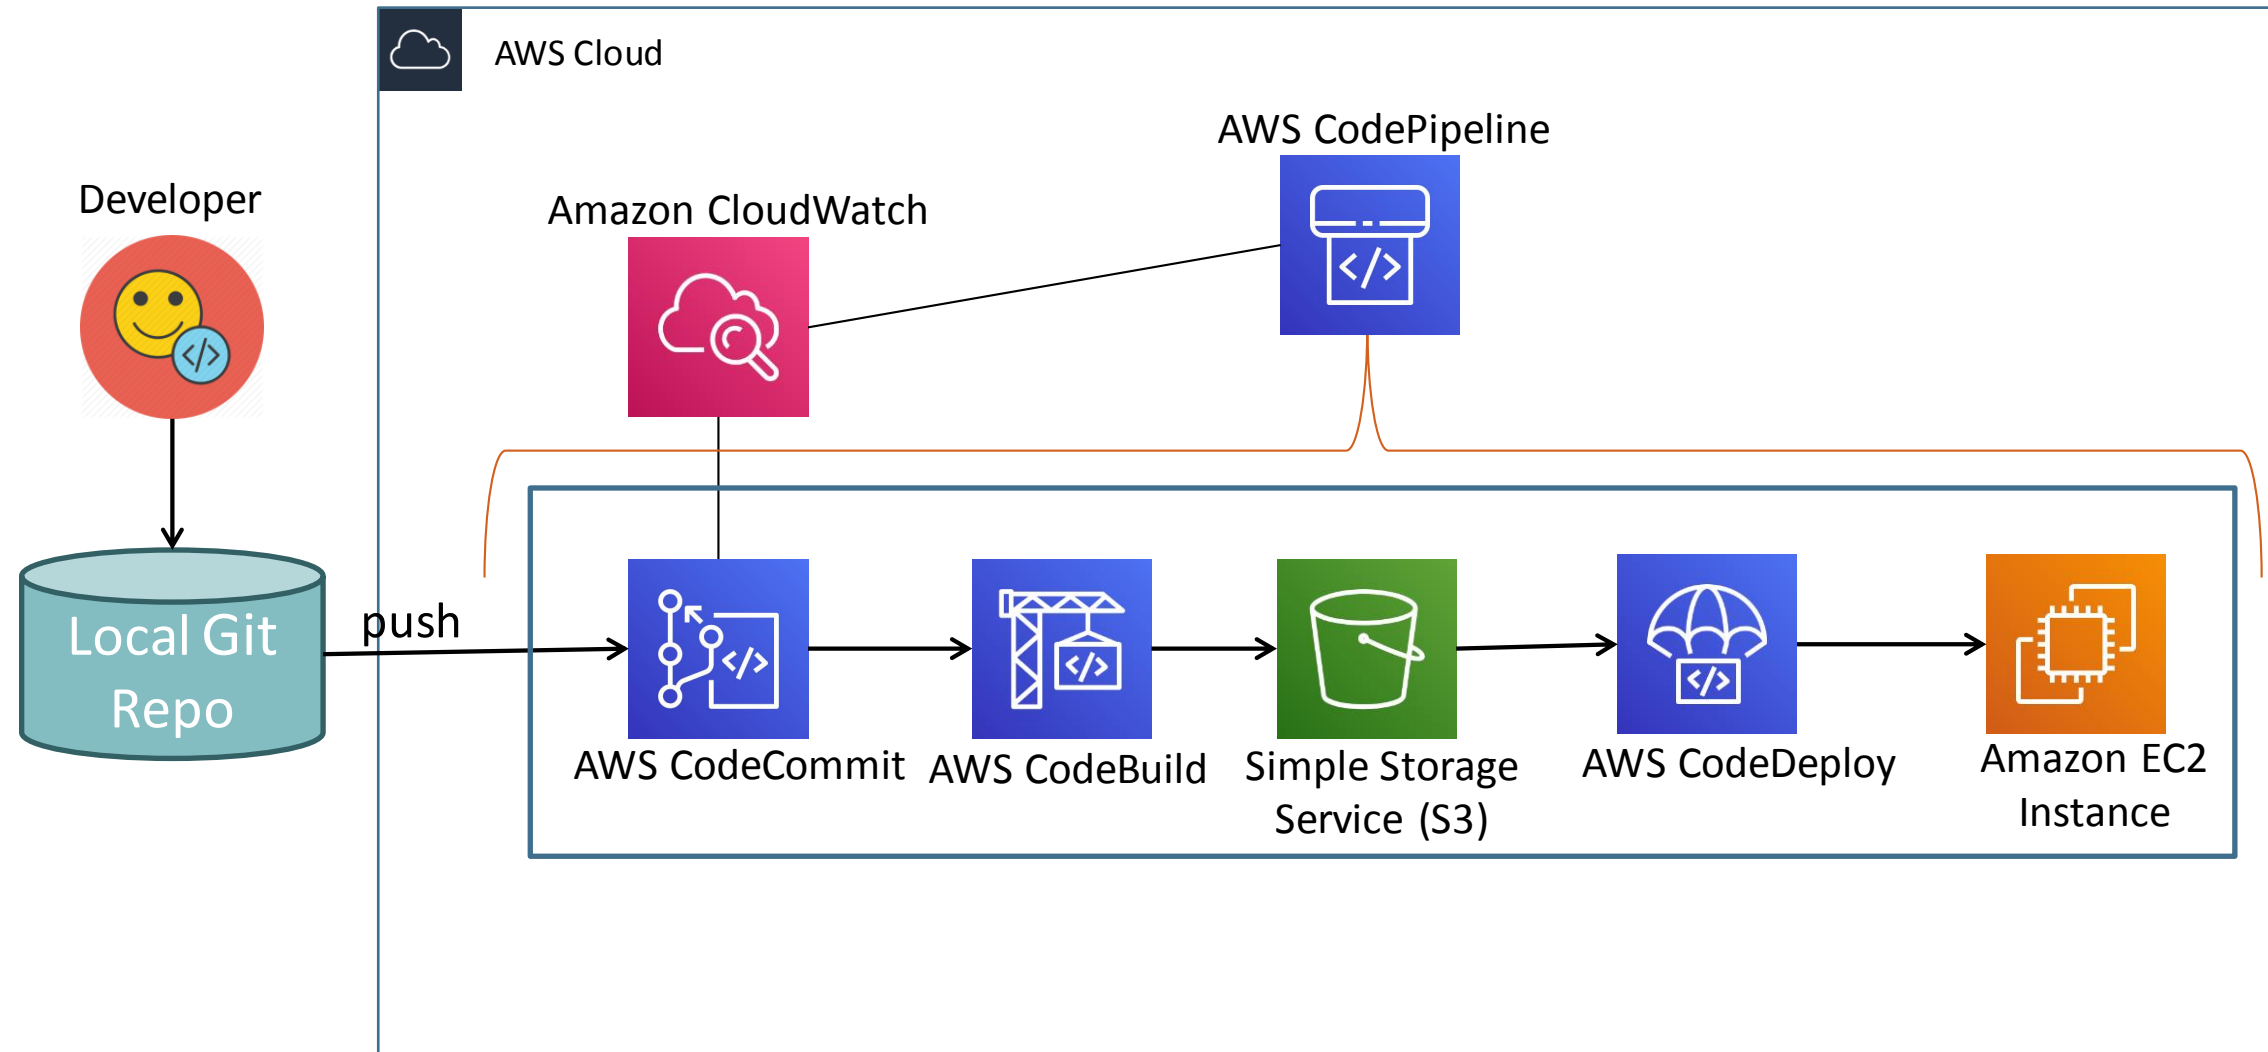 AWS Cloud
AWS CodePipeline
Developer
Amazon CloudWatch
</>
</>
Local Git
Repo
push
</>
</>
</>
AWS CodeCommit
AWS CodeBuild
Simple Storage
Service (S3)
AWS CodeDeploy
Amazon EC2
Instance